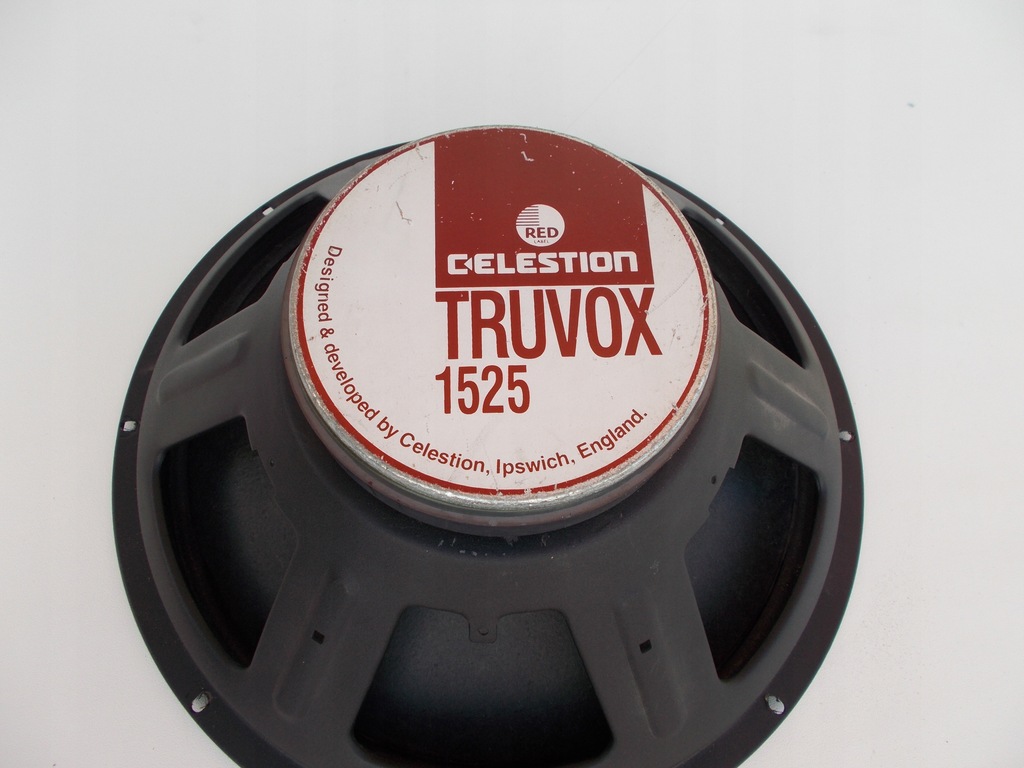 RED
LABEL
CELESTION
TRUVOX
1525
Designed & developed by Celestion, Ipswich, England.